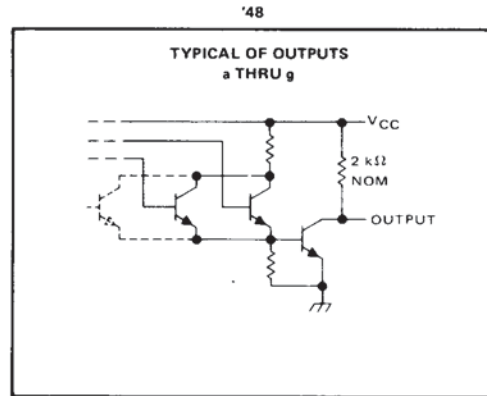 '48
TYPICAL OF OUTPUTS
a THRU g
VCC
2 kΩ
NOM
OUTPUT